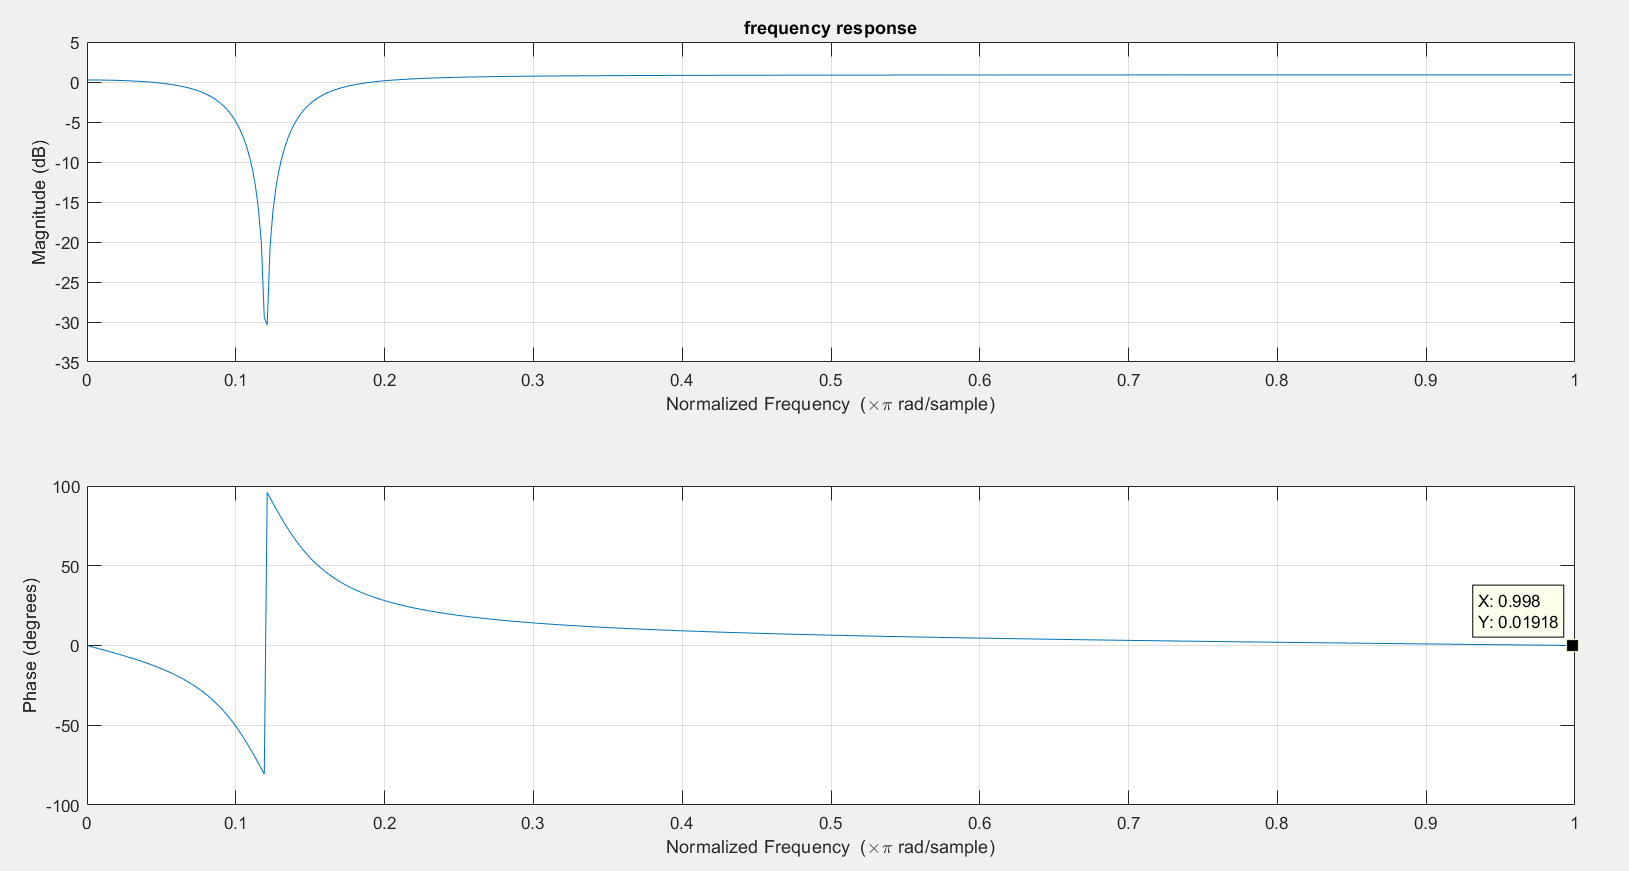 frequency response
Magnitude (dB)
5
0
-5
-10
-15
-20
-25
-30
-35
0 0.1 0.2 0.3 0.4 0.5 0.6 0.7 0.8 0.9 1
Normalized Frequency (×π rad/sample)
Phase (degrees)
100
50
0
-50
-100
X: 0.998
Y: 0.01918
0 0.1 0.2 0.3 0.4 0.5 0.6 0.7 0.8 0.9 1
Normalized Frequency (×π rad/sample)